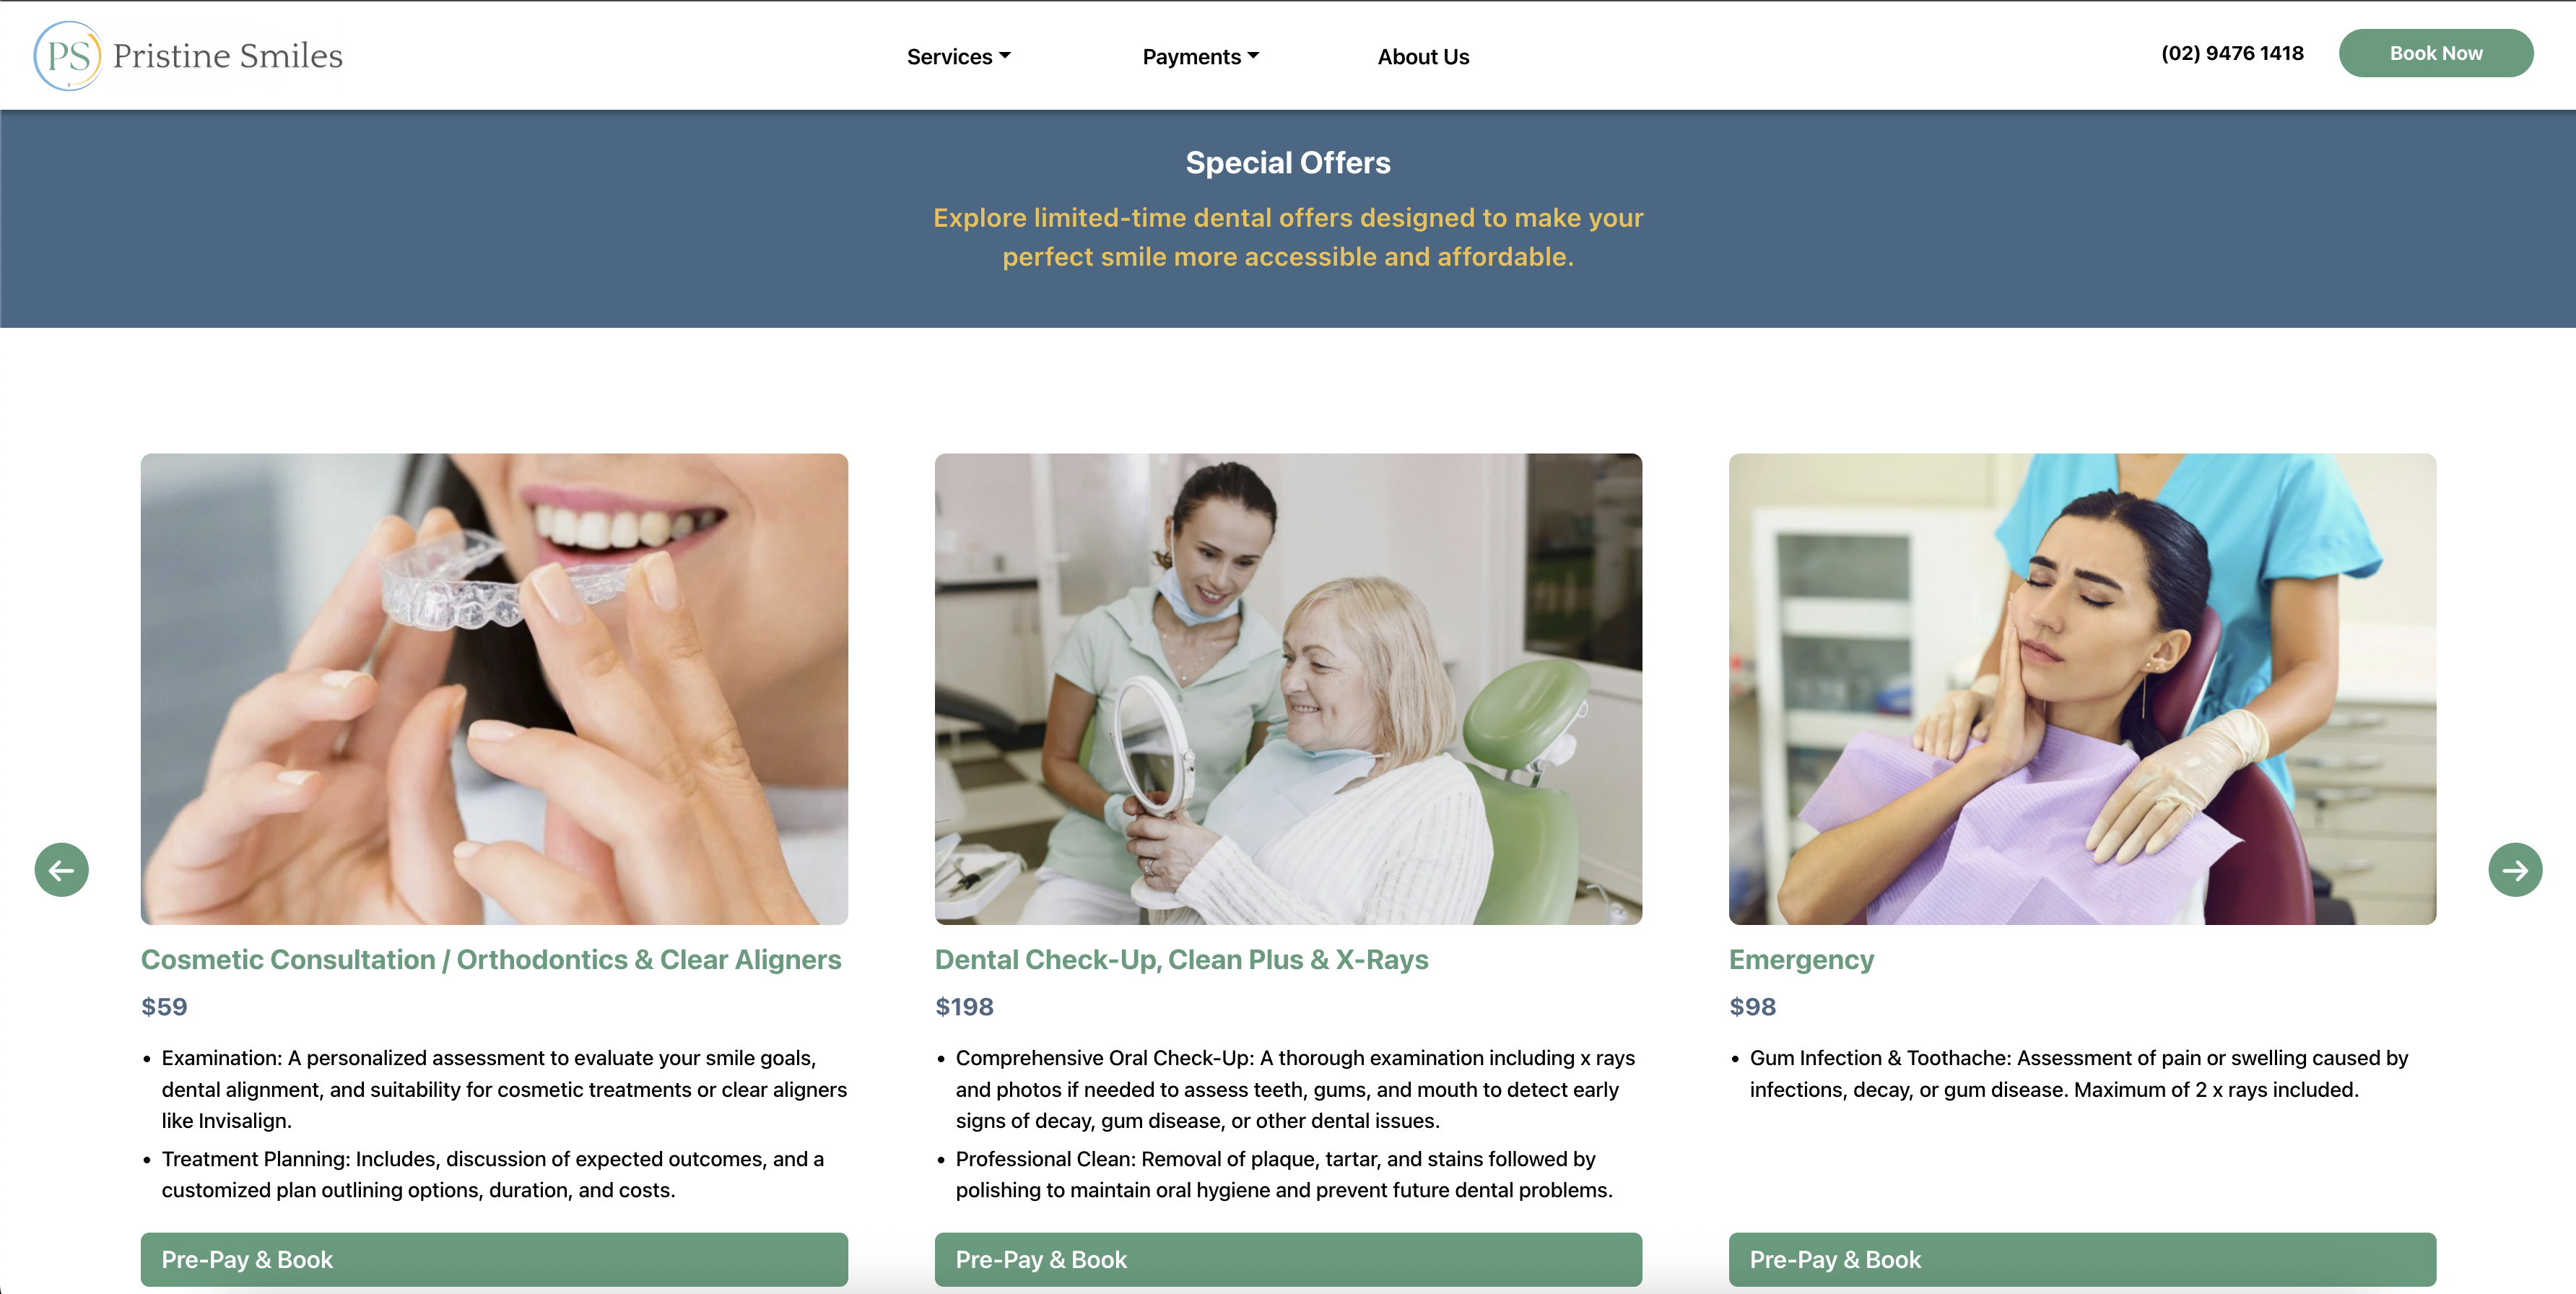 PS Pristine Smiles
Services
Payments
About Us
(02) 9476 1418
Book Now
Special Offers
Explore limited-time dental offers designed to make your
perfect smile more accessible and affordable.
Cosmetic Consultation / Orthodontics & Clear Aligners
$59
• Examination: A personalized assessment to evaluate your smile goals,
dental alignment, and suitability for cosmetic treatments or clear aligners
like Invisalign.
• Treatment Planning: Includes, discussion of expected outcomes, and a
customized plan outlining options, duration, and costs.
Pre-Pay & Book
Dental Check-Up, Clean Plus & X-Rays
$198
• Comprehensive Oral Check-Up: A thorough examination including x rays
and photos if needed to assess teeth, gums, and mouth to detect early
signs of decay, gum disease, or other dental issues.
• Professional Clean: Removal of plaque, tartar, and stains followed by
polishing to maintain oral hygiene and prevent future dental problems.
Pre-Pay & Book
Emergency
$98
• Gum Infection & Toothache: Assessment of pain or swelling caused by
infections, decay, or gum disease. Maximum of 2 x rays included.
Pre-Pay & Book